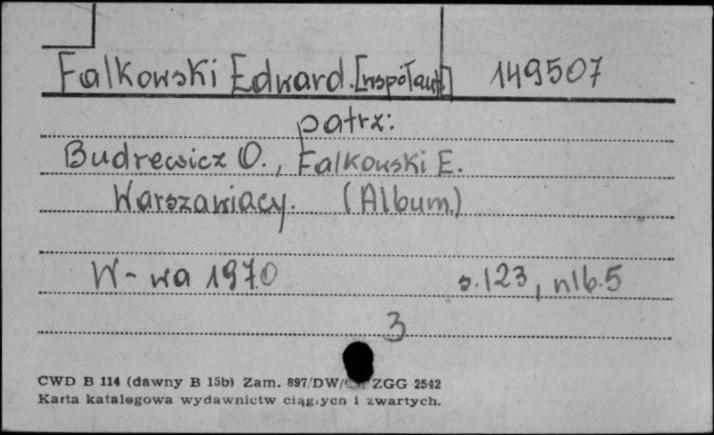 Falkowski Edward. [współaut.] 149507
patrz:
Budrewicz O., Falkowski E.
Warszawiacy. (Album.)
W-wa 1970 s. 123, nlb. 5
3
CWD B 114 (dawny B 15b) Zam. 897/DW/ ZGG 2542
Karta katalogowa wydawnictw ciągłych i zwartych.